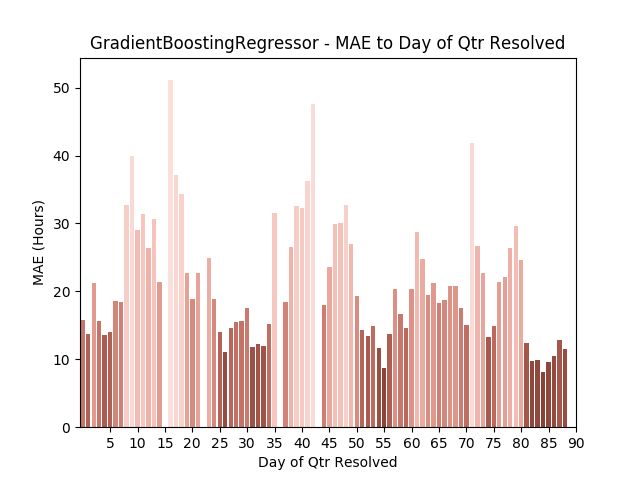 GradientBoostingRegressor - MAE to Day of Qtr Resolved
MAE (Hours)
50
40
30
20
10
0
5 10 15 20 25 30 35 40 45 50 55 60 65 70 75 80 85 90
Day of Qtr Resolved